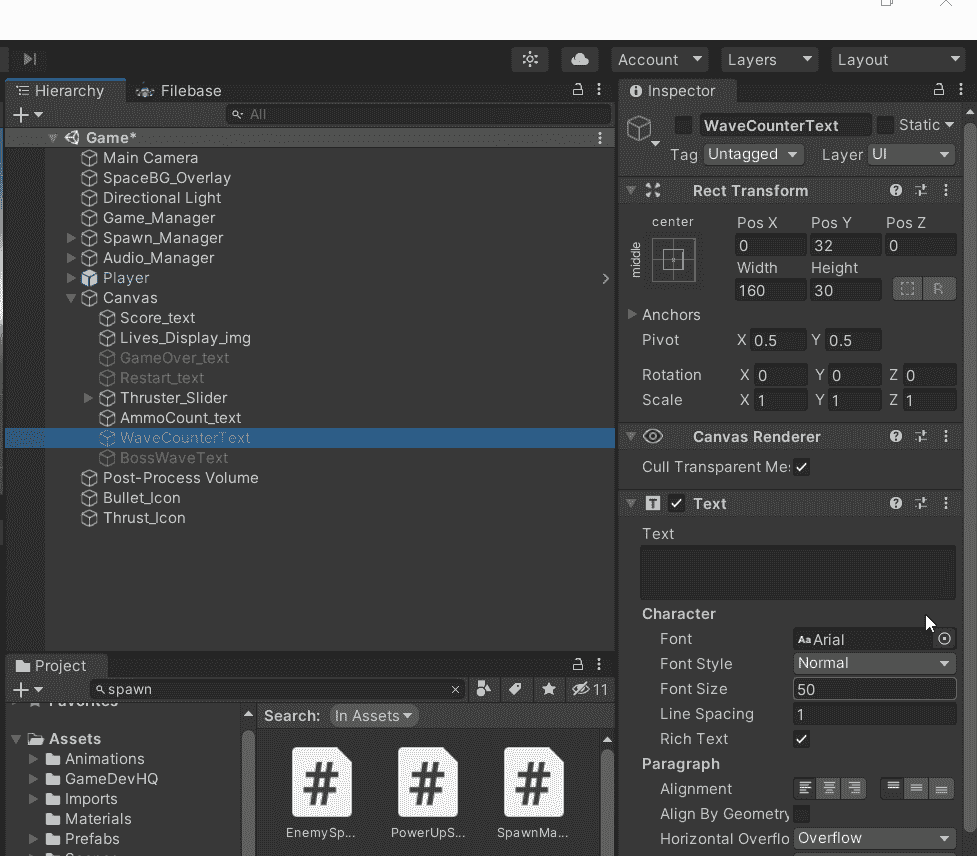 Account
Layers
Layout
Hierarchy
Filebase
All
Game*
Main Camera
SpaceBG_Overlay
Directional Light
Game_Manager
Spawn_Manager
Audio_Manager
Player
Canvas
Score_text
Lives_Display_img
GameOver_text
Restart_text
Thruster_Slider
AmmoCount_text
WaveCounterText
BossWaveText
Post-Process Volume
Bullet_Icon
Thrust_Icon
Project
spawn
11
Favorites
Assets
Animations
GameDevHQ
Imports
Materials
Prefabs
Search: In Assets
EnemySp...
PowerUpS...
SpawnMa...
Inspector
WaveCounterText
Static
Tag Untagged Layer UI
Rect Transform
center
middle
Pos X Pos Y Pos Z
0 32 0
Width Height
160 30
R
Anchors
Pivot X 0.5 Y 0.5
Rotation X 0 Y 0 Z 0
Scale X 1 Y 1 Z 1
Canvas Renderer
Cull Transparent Me:
Text
Text
Character
Font Aa Arial
Font Style Normal
Font Size 50
Line Spacing 1
Rich Text
Paragraph
Alignment
Align By Geometry
Horizontal Overflo Overflow